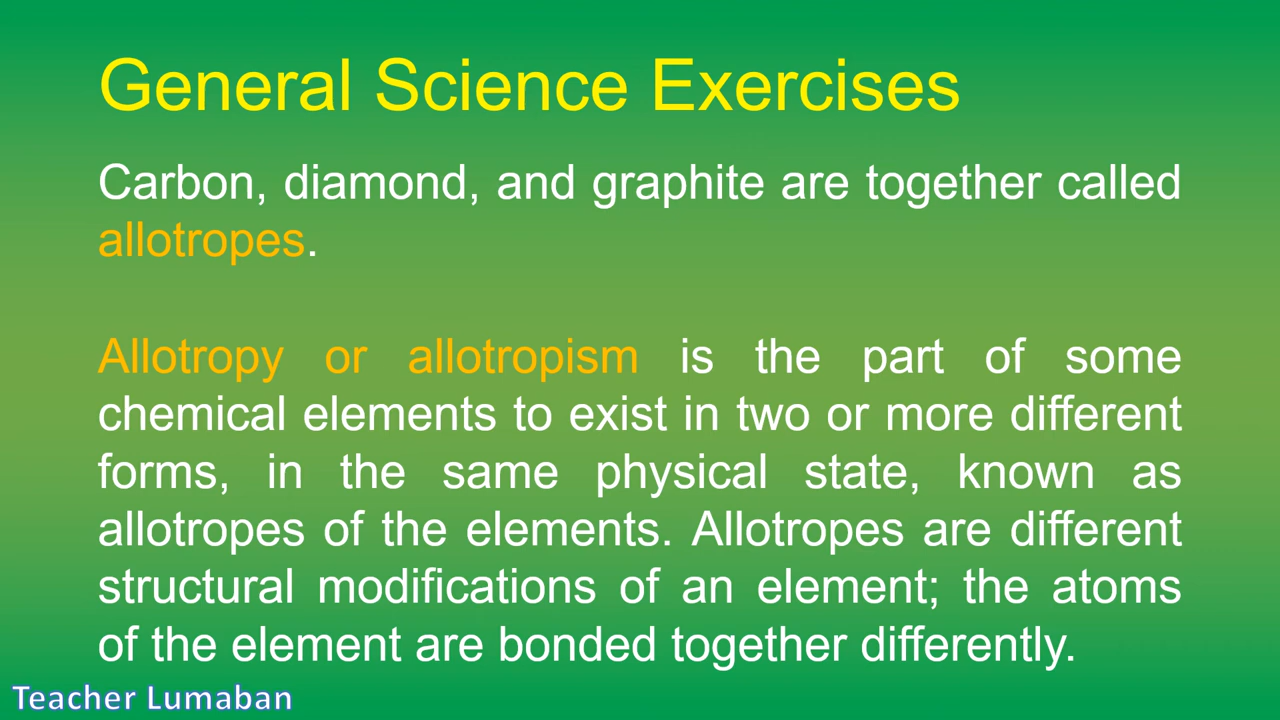 General Science Exercises
Carbon, diamond, and graphite are together called
allotropes.
Allotropy or allotropism is the part of some
chemical elements to exist in two or more different
forms, in the same physical state, known as
allotropes of the elements. Allotropes are different
structural modifications of an element; the atoms
of the element are bonded together differently.
Teacher Lumaban